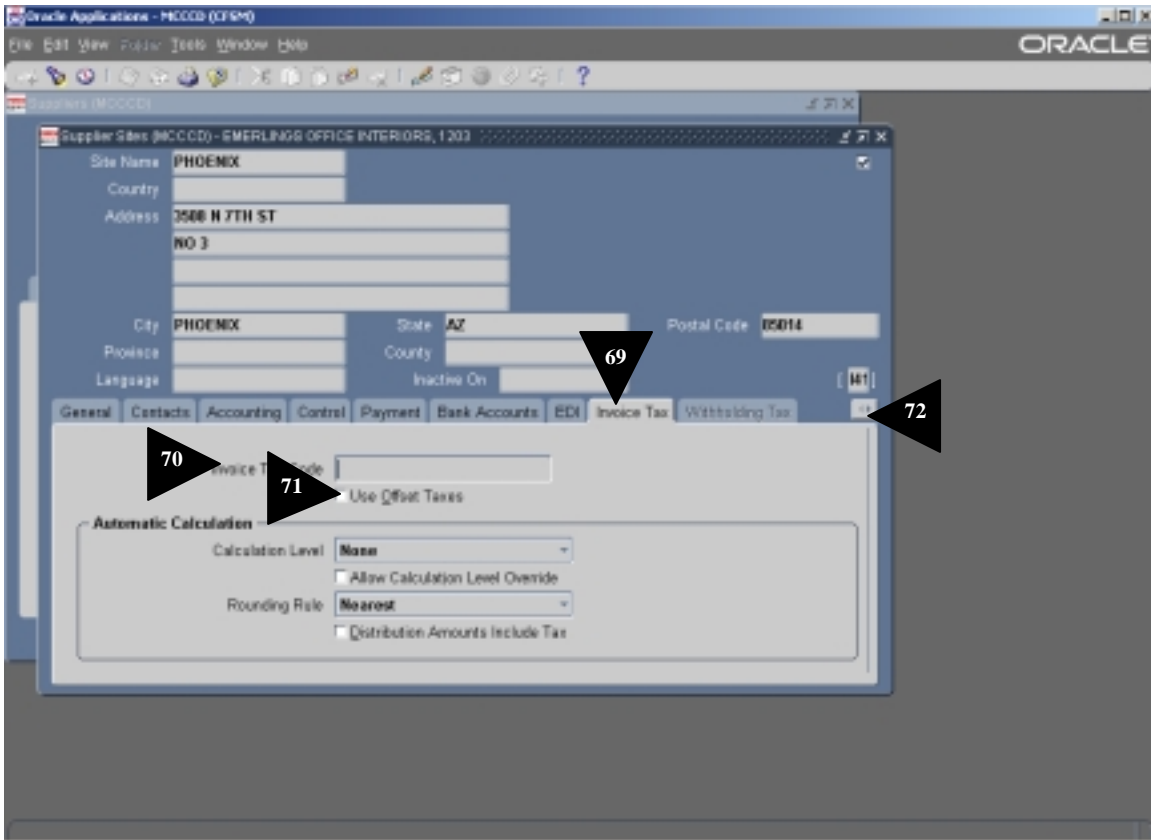 Oracle Applications - MCCCD (CFSM)
File Edit View Folder Tools Window Help
ORACLE
Suppliers (MCCCD)
Supplier Sites (MCCCD) - EMERLINGS OFFICE INTERIORS, 1203
Site Name PHOENIX
Country
Address 3508 N 7TH ST
NO 3
City PHOENIX State AZ Postal Code 85014
Province County
69
Language Inactive On [ ]
General Contacts Accounting Control Payment Bank Accounts EDI Invoice Tax Withholding Tax
72
70 Invoice Tax Code
71 Use Offset Taxes
Automatic Calculation
Calculation Level None
Allow Calculation Level Override
Rounding Rule Nearest
Distribution Amounts Include Tax